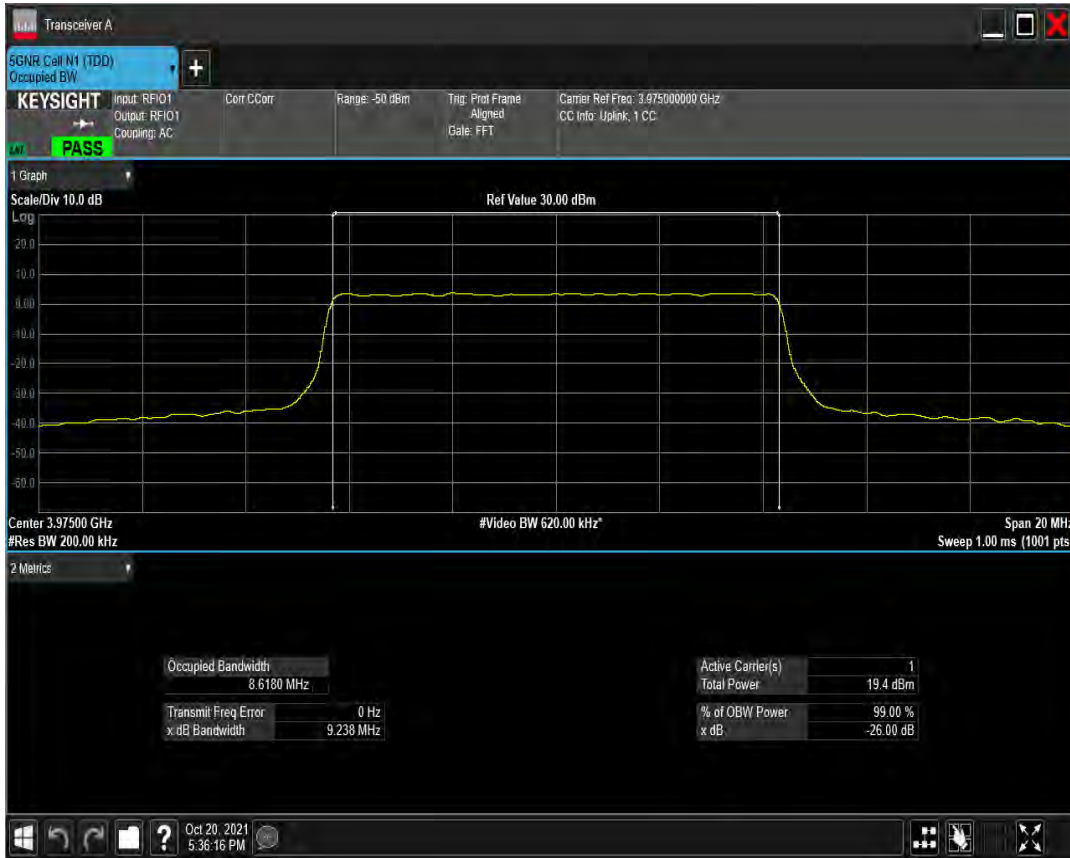 Transceiver A
5GNR Cell N1 (TDD)
Occupied BW
+
KEYSIGHT
Input: RFIO1
Output: RFIO1
Coupling: AC
Corr CCorr
Range: -50 dBm
Trig: Prot Frame
Aligned
Gate: FFT
Carrier Ref Freq: 3.975000000 GHz
CC Info: Uplink, 1 CC
PASS
1 Graph
Scale/Div 10.0 dB
Ref Value 30.00 dBm
Log
20.0
10.0
0.00
-10.0
-20.0
-30.0
-40.0
-50.0
-60.0
Center 3.97500 GHz
#Video BW 620.00 kHz*
Span 20 MHz
#Res BW 200.00 kHz
Sweep 1.00 ms (1001 pts
2 Metrics
Occupied Bandwidth
8.6180 MHz
Transmit Freq Error 0 Hz
x dB Bandwidth 9.238 MHz
Active Carrier(s) 1
Total Power 19.4 dBm
% of OBW Power 99.00 %
x dB -26.00 dB
?
Oct 20, 2021
5:36:16 PM